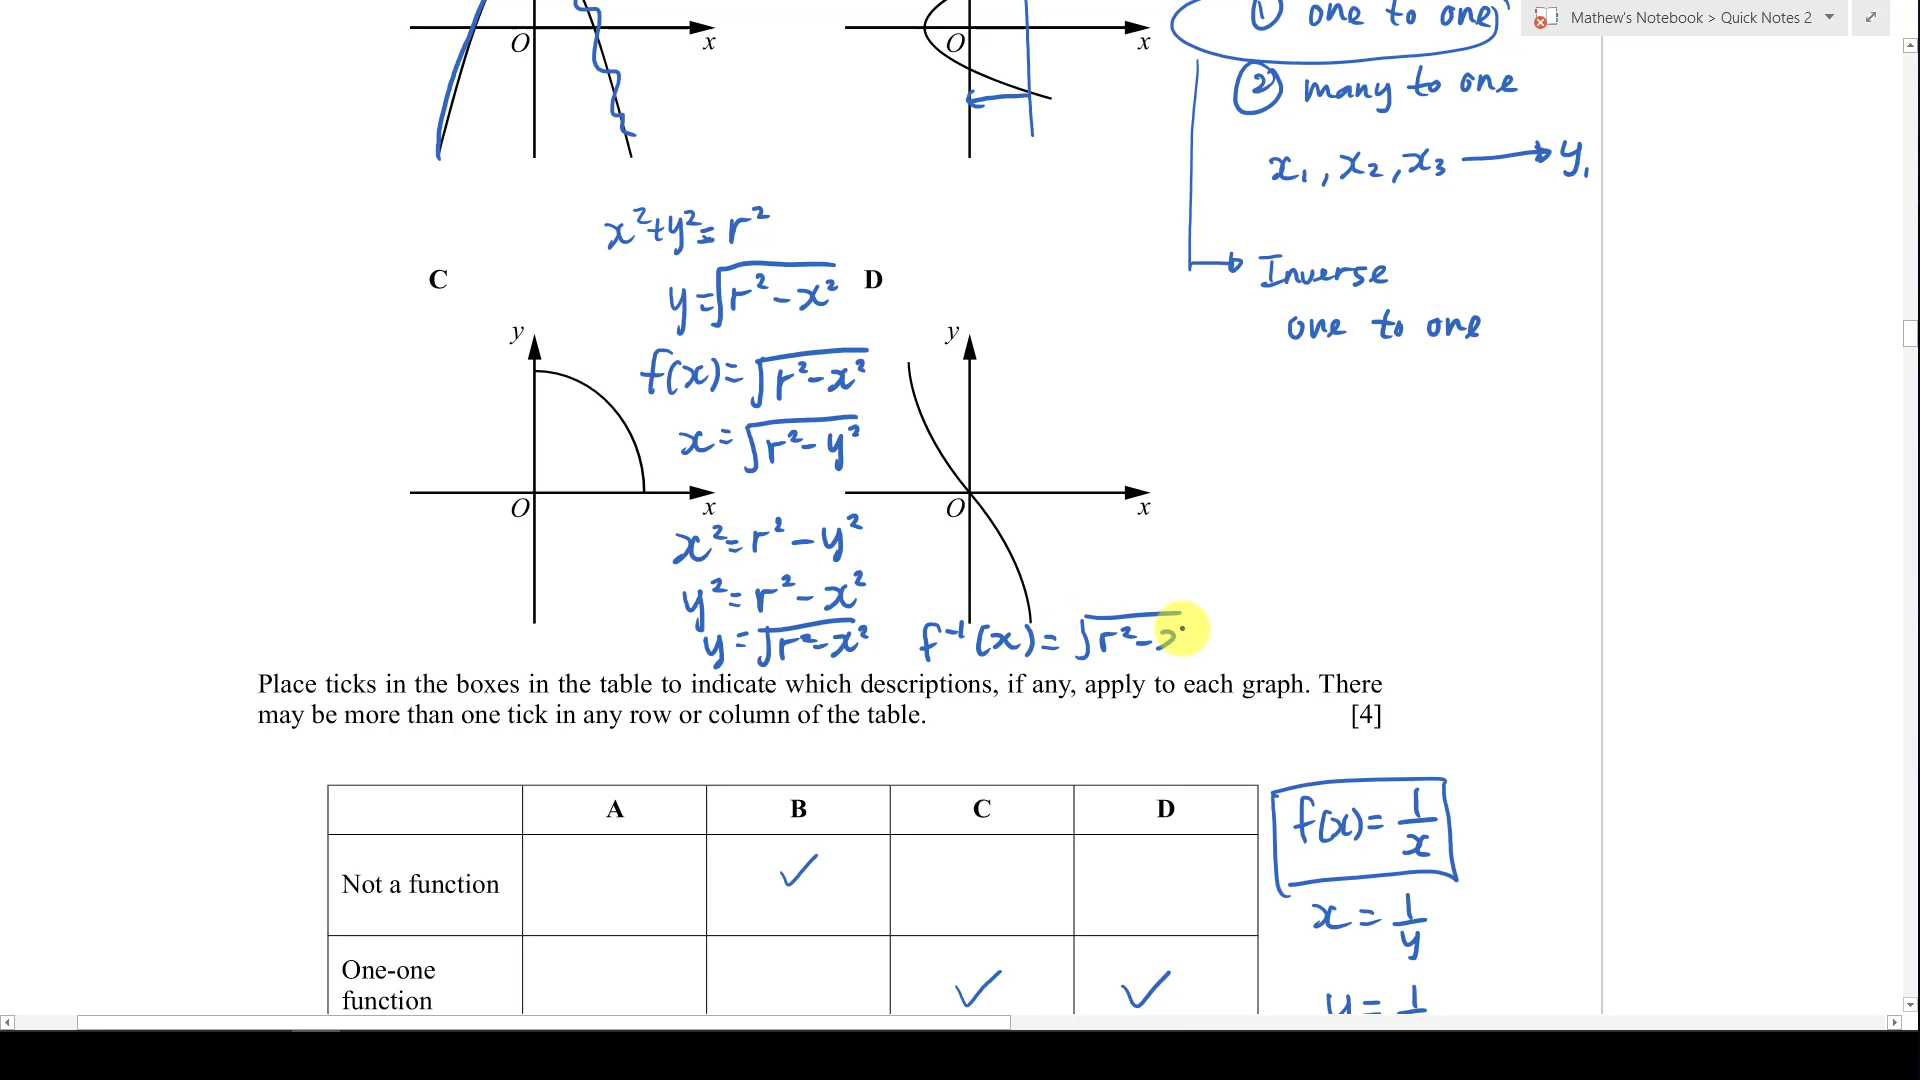 ① one to one
Mathew's Notebook > Quick Notes 2
O x
O x
② many to one
x₁, x₂, x₃ → y₁
x²+y²=r²
Inverse
one to one
C
y=√r²-x²
D
y
y
f(x)=√r²-x²
x=√r²-y²
O x
O x
x²=r²-y²
y²=r²-x²
y=√r²-x²
f⁻¹(x)=√r²-x
Place ticks in the boxes in the table to indicate which descriptions, if any, apply to each graph. There
may be more than one tick in any row or column of the table. [4]
A B C D
Not a function ✓
One-one
function ✓ ✓
f(x)=1/x
x=1/y
y=1